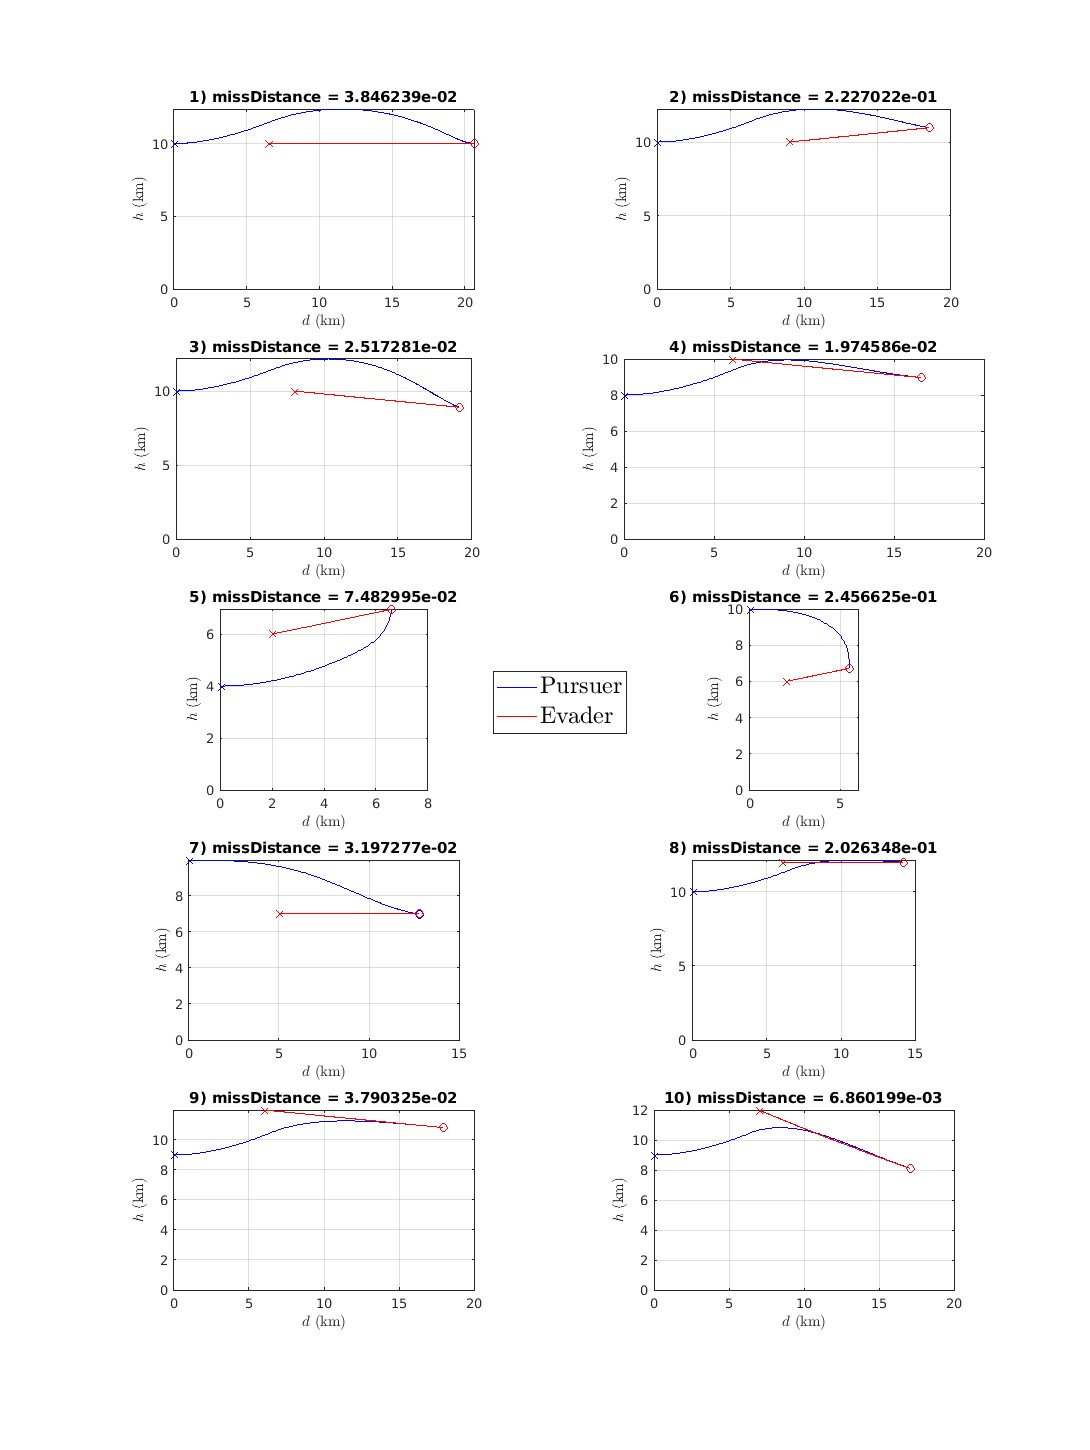 1) missDistance = 3.846239e-02
10
5
0
h (km)
0 5 10 15 20
d (km)
2) missDistance = 2.227022e-01
10
5
0
h (km)
0 5 10 15 20
d (km)
3) missDistance = 2.517281e-02
10
5
0
h (km)
0 5 10 15 20
d (km)
4) missDistance = 1.974586e-02
10
8
6
4
2
0
h (km)
0 5 10 15 20
d (km)
5) missDistance = 7.482995e-02
6
4
2
0
h (km)
0 2 4 6 8
d (km)
Pursuer
Evader
6) missDistance = 2.456625e-01
10
8
6
4
2
0
h (km)
0 5
d (km)
7) missDistance = 3.197277e-02
8
6
4
2
0
h (km)
0 5 10 15
d (km)
8) missDistance = 2.026348e-01
10
5
0
h (km)
0 5 10 15
d (km)
9) missDistance = 3.790325e-02
10
8
6
4
2
0
h (km)
0 5 10 15 20
d (km)
10) missDistance = 6.860199e-03
12
10
8
6
4
2
0
h (km)
0 5 10 15 20
d (km)